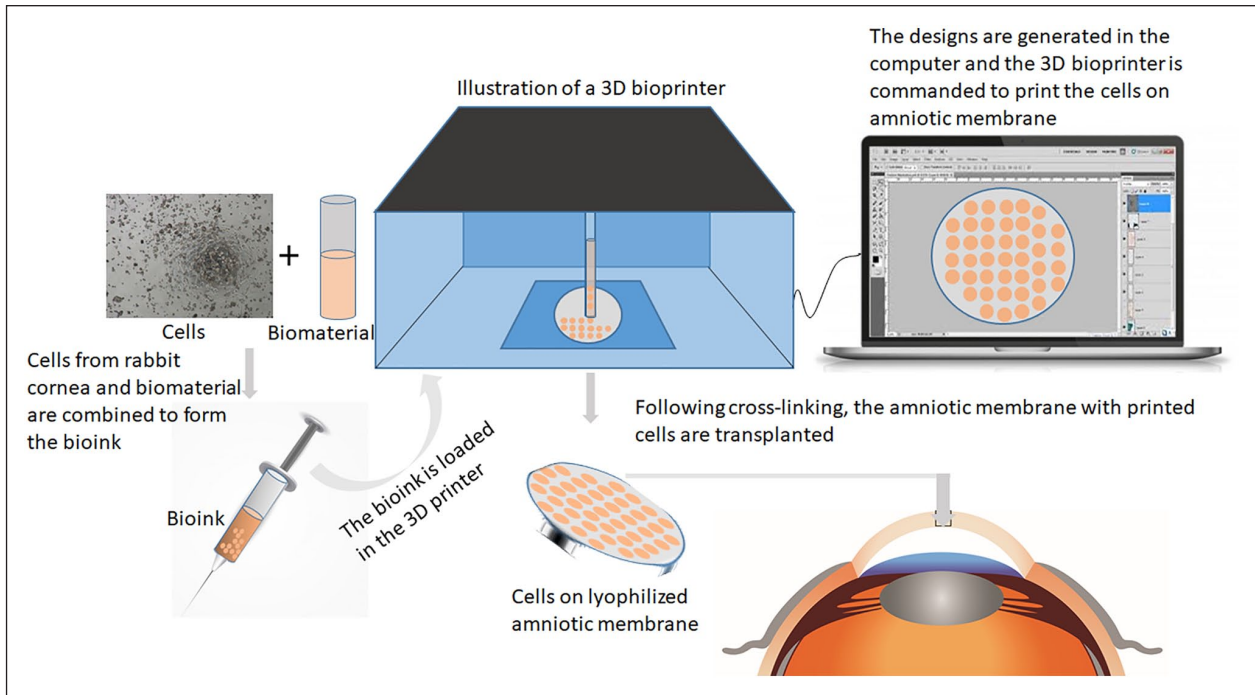 The designs are generated in the
computer and the 3D bioprinter is
commanded to print the cells on
amniotic membrane
Illustration of a 3D bioprinter
+
Cells
Biomaterial
Cells from rabbit
cornea and biomaterial
are combined to form
the bioink
Bioink
The bioink is loaded
in the 3D printer
Following cross-linking, the amniotic membrane with printed
cells are transplanted
Cells on lyophilized
amniotic membrane